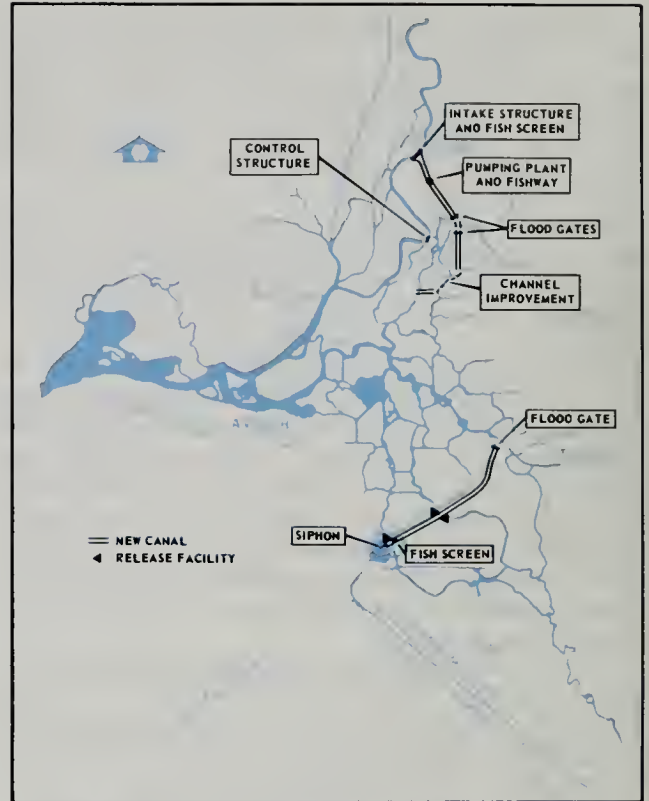 INTAKE STRUCTURE
AND FISH SCREEN
CONTROL
STRUCTURE
PUMPING PLANT
AND FISHWAY
FLOOD GATES
CHANNEL
IMPROVEMENT
FLOOD GATE
SIPHON
FISH SCREEN
NEW CANAL
RELEASE FACILITY